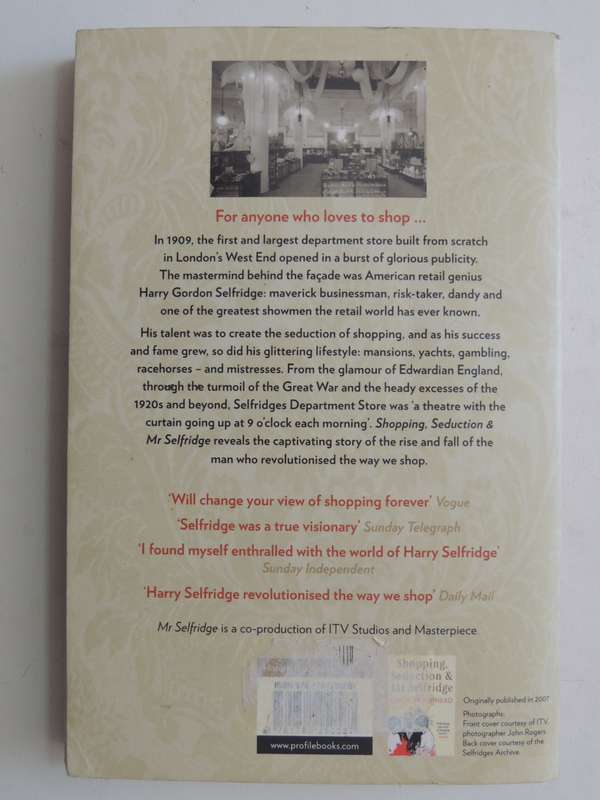 For anyone who loves to shop ...
In 1909, the first and largest department store built from scratch
in London's West End opened in a burst of glorious publicity.
The mastermind behind the façade was American retail genius
Harry Gordon Selfridge: maverick businessman, risk-taker, dandy and
one of the greatest showmen the retail world has ever known.
His talent was to create the seduction of shopping, and as his success
and fame grew, so did his glittering lifestyle: mansions, yachts, gambling,
racehorses – and mistresses. From the glamour of Edwardian England,
through the turmoil of the Great War and the heady excesses of the
1920s and beyond, Selfridges Department Store was 'a theatre with the
curtain going up at 9 o'clock each morning'. Shopping, Seduction &
Mr Selfridge reveals the captivating story of the rise and fall of the
man who revolutionised the way we shop.
'Will change your view of shopping forever' Vogue
'Selfridge was a true visionary' Sunday Telegraph
'I found myself enthralled with the world of Harry Selfridge'
Sunday Independent
'Harry Selfridge revolutionised the way we shop' Daily Mail
Mr Selfridge is a co-production of ITV Studios and Masterpiece
Shopping,
Seduction &
Mr Selfridge
www.profilebooks.com
Originally published in 2007
Photographs:
Front cover courtesy of ITV,
photographer John Rogers
Back cover courtesy of the
Selfridges Archive.